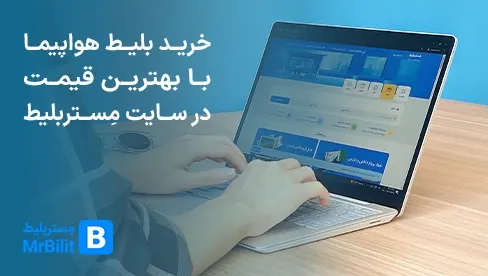 خرید بلیط هواپیما
با بهترین قیمت
در سایت مستربلیط
مستربلیط
MrBilit
B